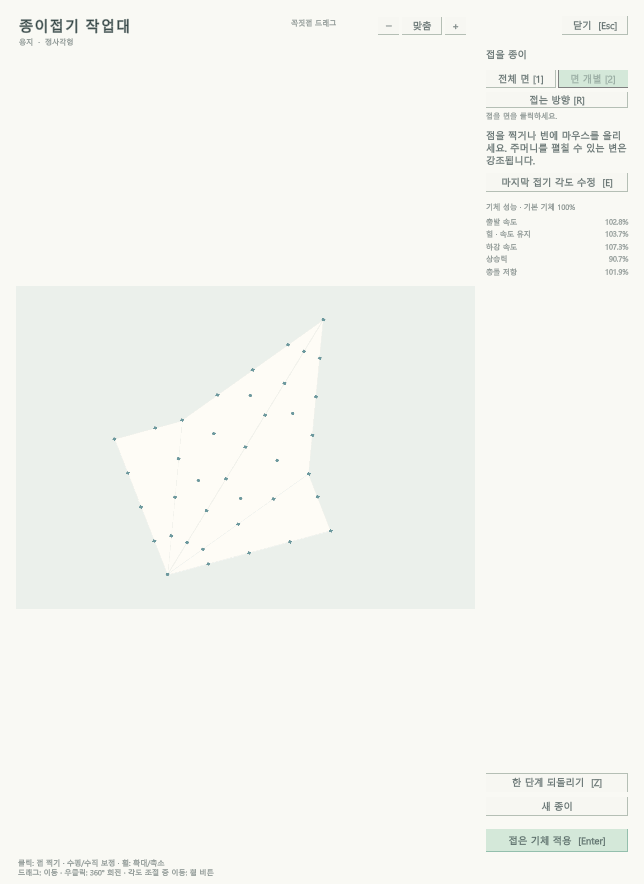 종이접기 작업대
용지 · 정사각형
꼭짓점 드래그
− 맞춤 +
닫기 [Esc]
접을 종이
전체 면 [1] 면 개별 [2]
접는 방향 [R]
접을 면을 클릭하세요.
점을 찍거나 변에 마우스를 올리
세요. 주머니를 펼칠 수 있는 변은
강조됩니다.
마지막 접기 각도 수정 [E]
기체 성능 · 기본 기체 100%
출발 속도 102.8%
힘 · 속도 유지 103.7%
하강 속도 107.3%
상승력 90.7%
충돌 저항 101.9%
한 단계 되돌리기 [Z]
새 종이
접은 기체 적용 [Enter]
클릭: 점 찍기 · 수평/수직 보정 · 휠: 확대/축소
드래그: 이동 · 우클릭: 360° 회전 · 각도 조절 중 이동: 휠 버튼